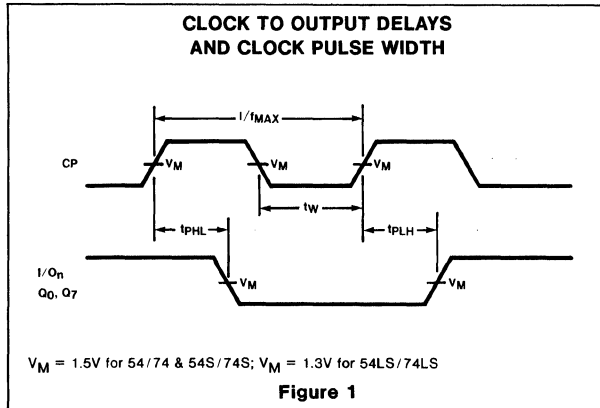 CLOCK TO OUTPUT DELAYS
AND CLOCK PULSE WIDTH
I/fMAX
CP
VM VM VM
tW
tPHL tPLH
I/On
Q0, Q7
VM VM
VM = 1.5V for 54/74 & 54S/74S; VM = 1.3V for 54LS/74LS
Figure 1